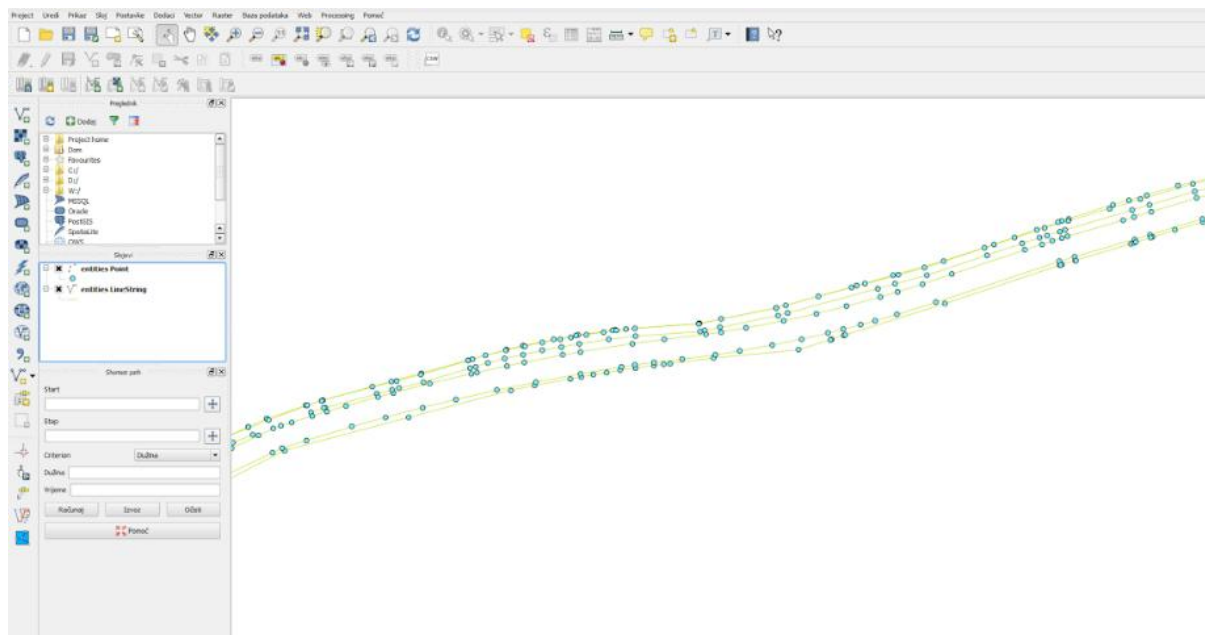 Project Uredi Prikaz Sloj Postavke Dodaci Vector Raster Baza podataka Web Processing Pomoć
CSW
Preglednik
Dodaj
Project home
Dom
Favourites
C:/
D:/
W:/
MSSQL
Oracle
PostGIS
SpatiaLite
OWS
Slojevi
entities Point
entities LineString
Shortest path
Start
Stop
Criterion Dužina
Dužina
Vrijeme
Računaj Izvoz Očisti
Pomoć